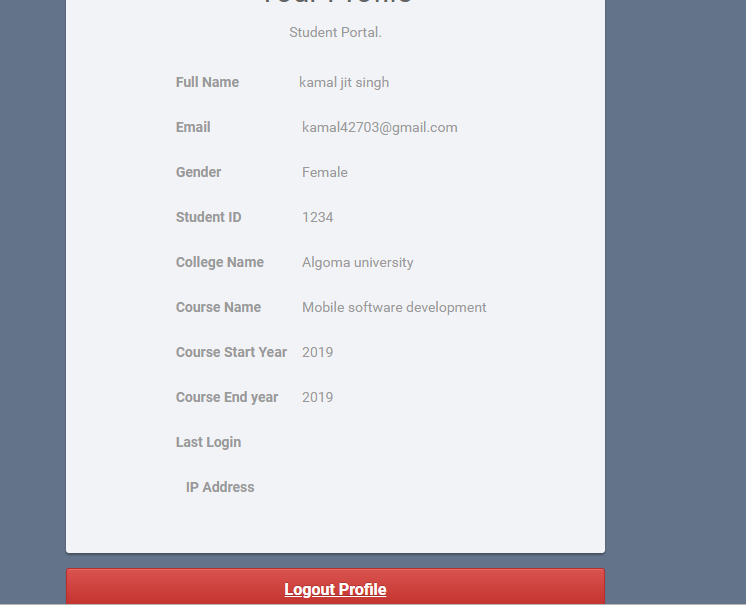 Your Profile
Student Portal.
Full Name kamal jit singh
Email kamal42703@gmail.com
Gender Female
Student ID 1234
College Name Algoma university
Course Name Mobile software development
Course Start Year 2019
Course End year 2019
Last Login
IP Address
Logout Profile